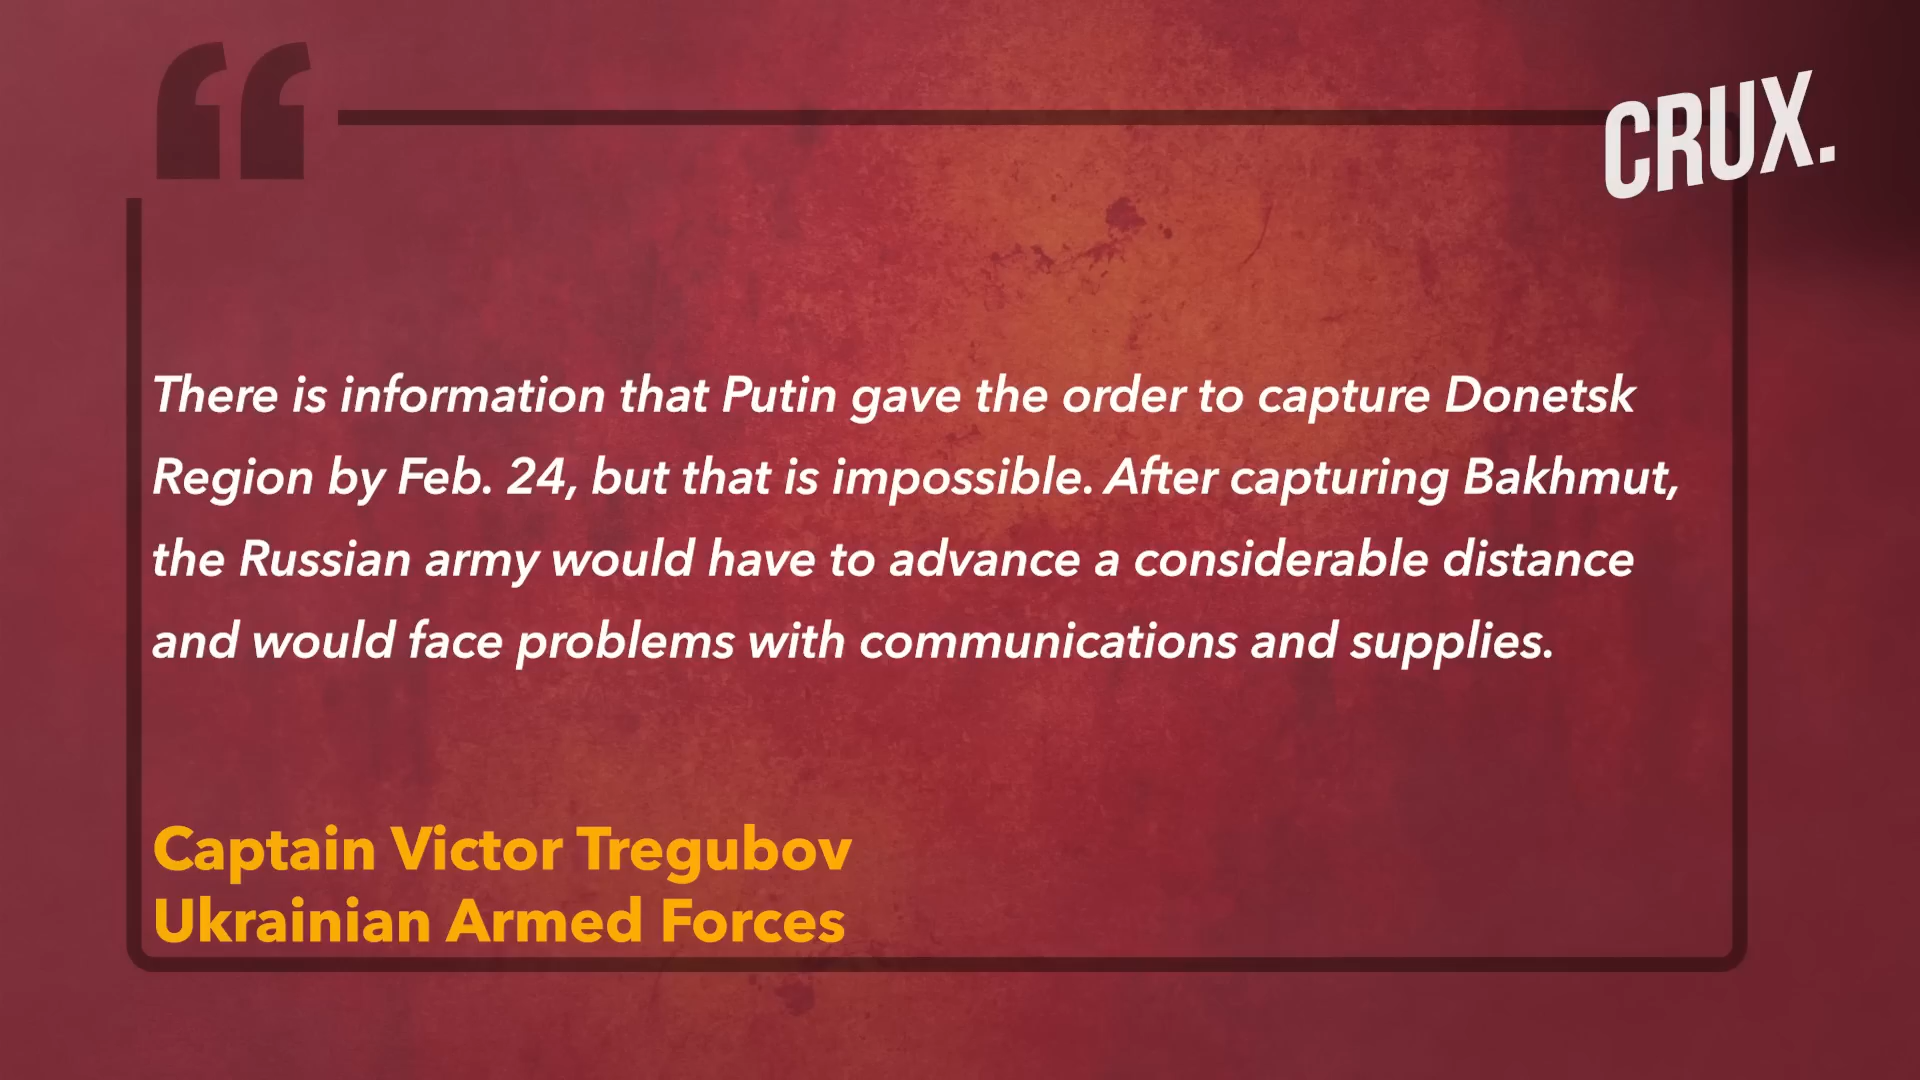 CRUX.
There is information that Putin gave the order to capture Donetsk
Region by Feb. 24, but that is impossible. After capturing Bakhmut,
the Russian army would have to advance a considerable distance
and would face problems with communications and supplies.
Captain Victor Tregubov
Ukrainian Armed Forces